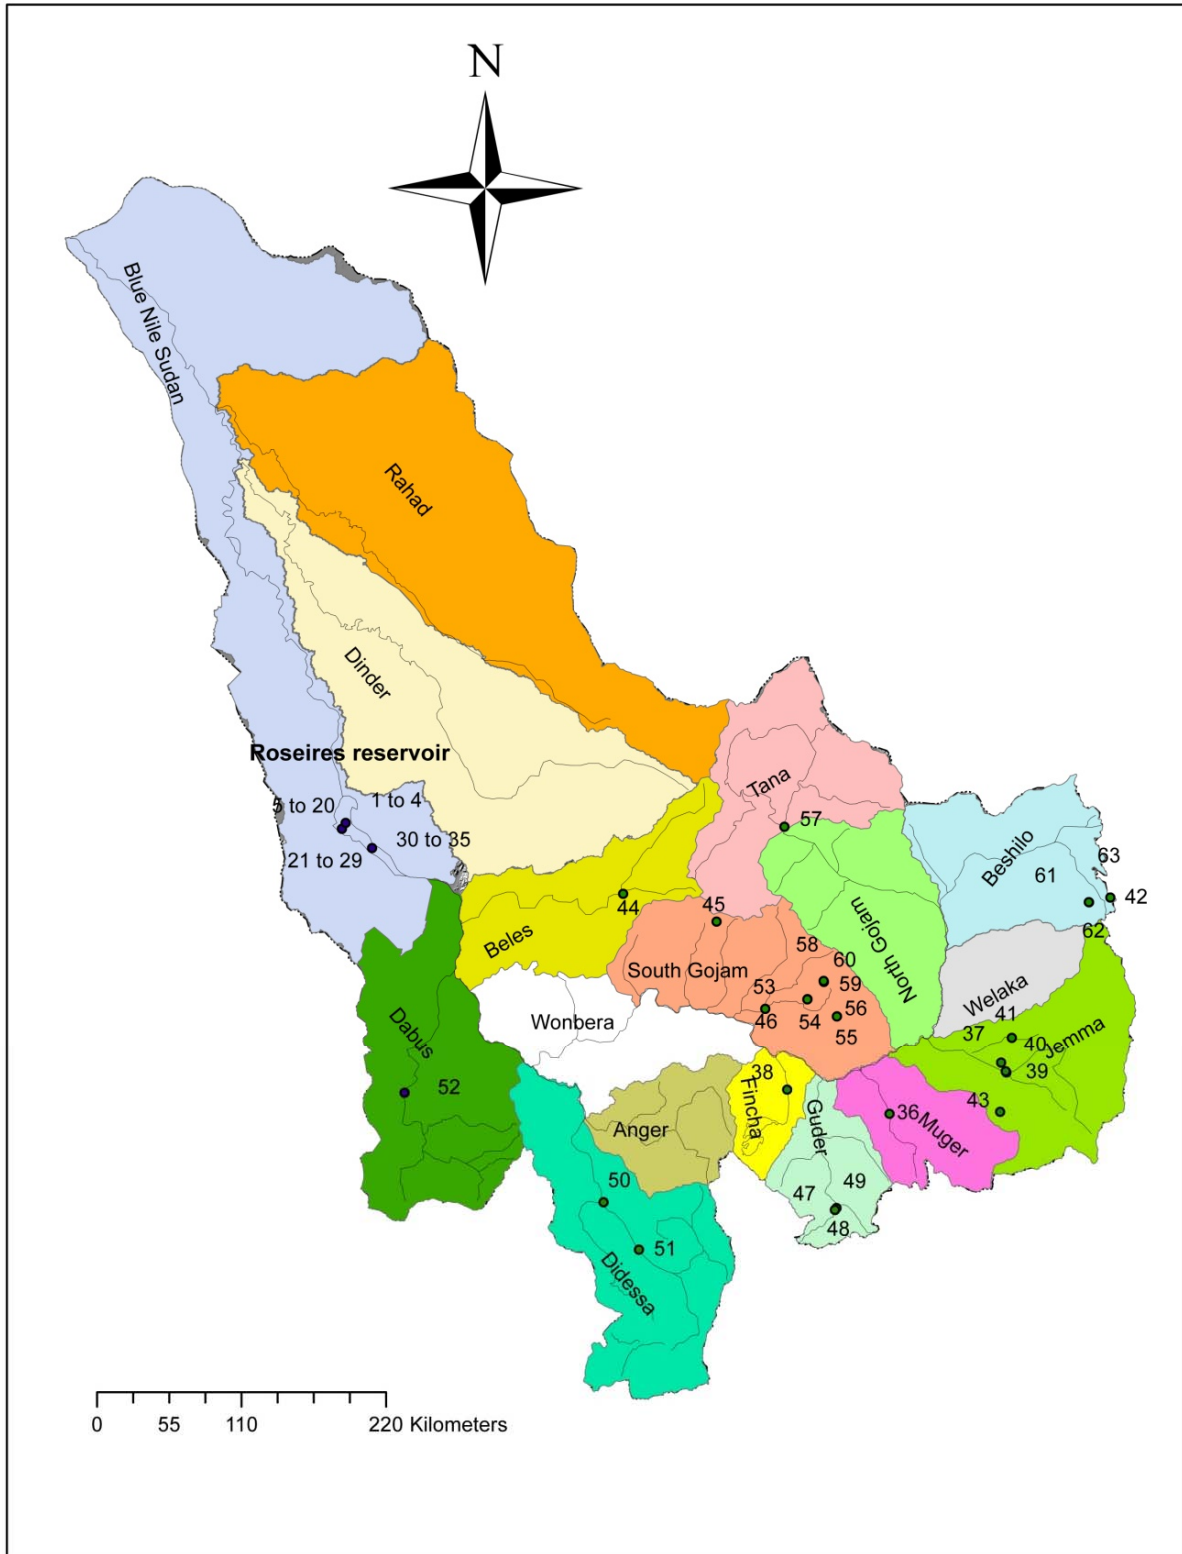 N
Blue Nile Sudan
Rahad
Dinder
Roseires reservoir
5 to 20
1 to 4
30 to 35
21 to 29
Tana
57
Beshilo
63
61
42
62
44
Beles
45
South Gojam
58
60
59
53
46
54
56
55
North Gojam
Welaka
41
37
40
Jemma
39
43
Wonbera
Dabus
52
38
Fincha
Guder
36
Muger
Anger
50
47
49
48
51
Didessa
0 55 110 220 Kilometers